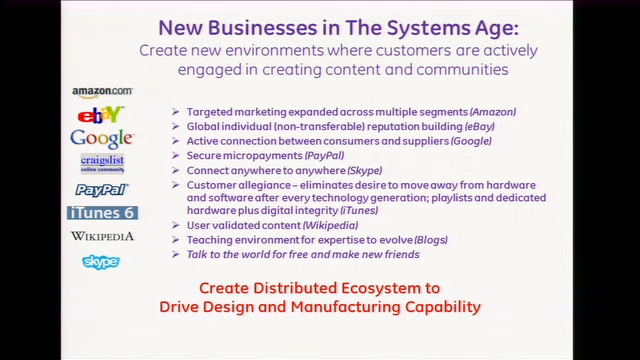 New Businesses in The Systems Age:
Create new environments where customers are actively
engaged in creating content and communities
amazon.com
ebay
Google
craigslist
online community
PayPal
iTunes 6
WIKIPEDIA
skype
Targeted marketing expanded across multiple segments (Amazon)
Global individual (non-transferable) reputation building (eBay)
Active connection between consumers and suppliers (Google)
Secure micropayments (PayPal)
Connect anywhere to anywhere (Skype)
Customer allegiance – eliminates desire to move away from hardware
and software after every technology generation; playlists and dedicated
hardware plus digital integrity (iTunes)
User validated content (Wikipedia)
Teaching environment for expertise to evolve (Blogs)
Talk to the world for free and make new friends
Create Distributed Ecosystem to
Drive Design and Manufacturing Capability